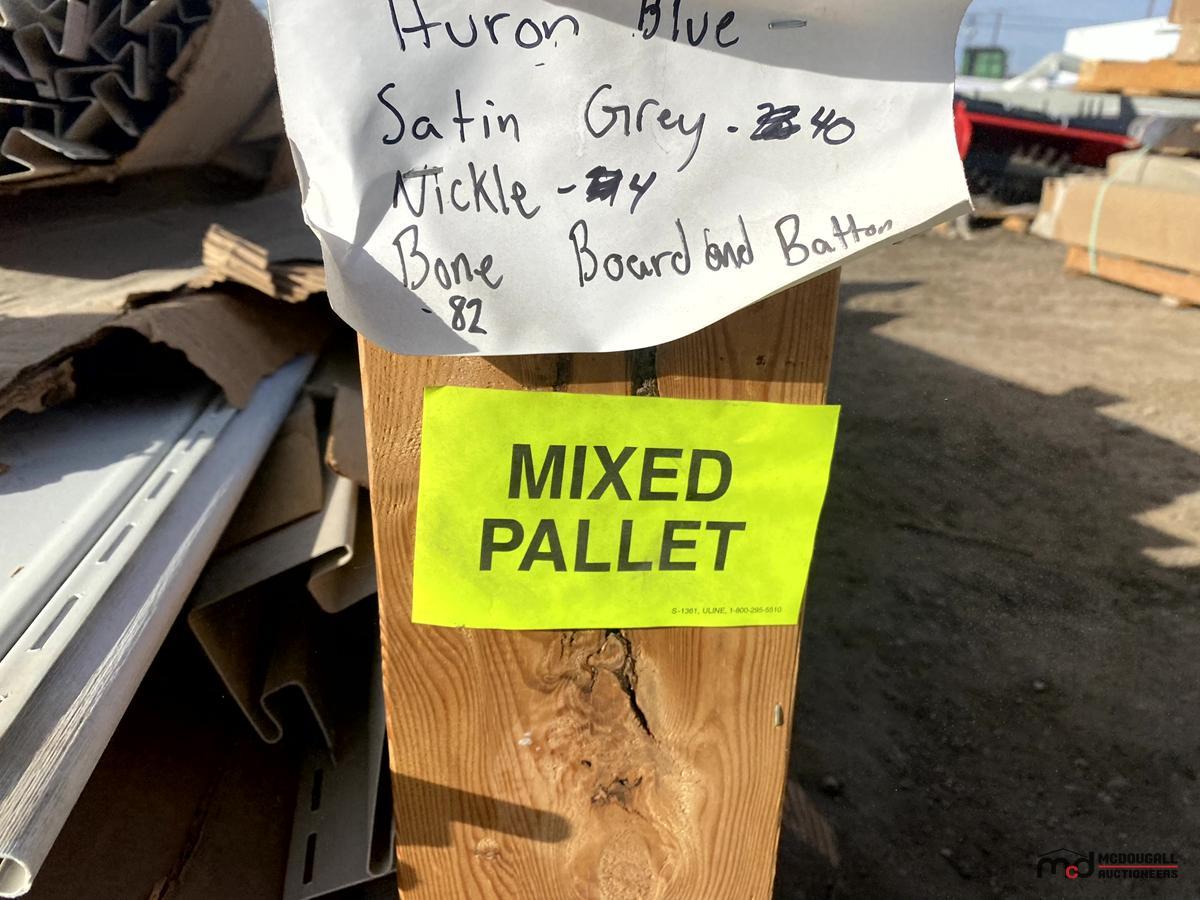 Huron Blue -
Satin Grey - 40
Nickle - 4
Bone Board and Batton
- 82
MIXED
PALLET
S-1361, ULINE, 1-800-295-5510
mcd MCDOUGALL
AUCTIONEERS